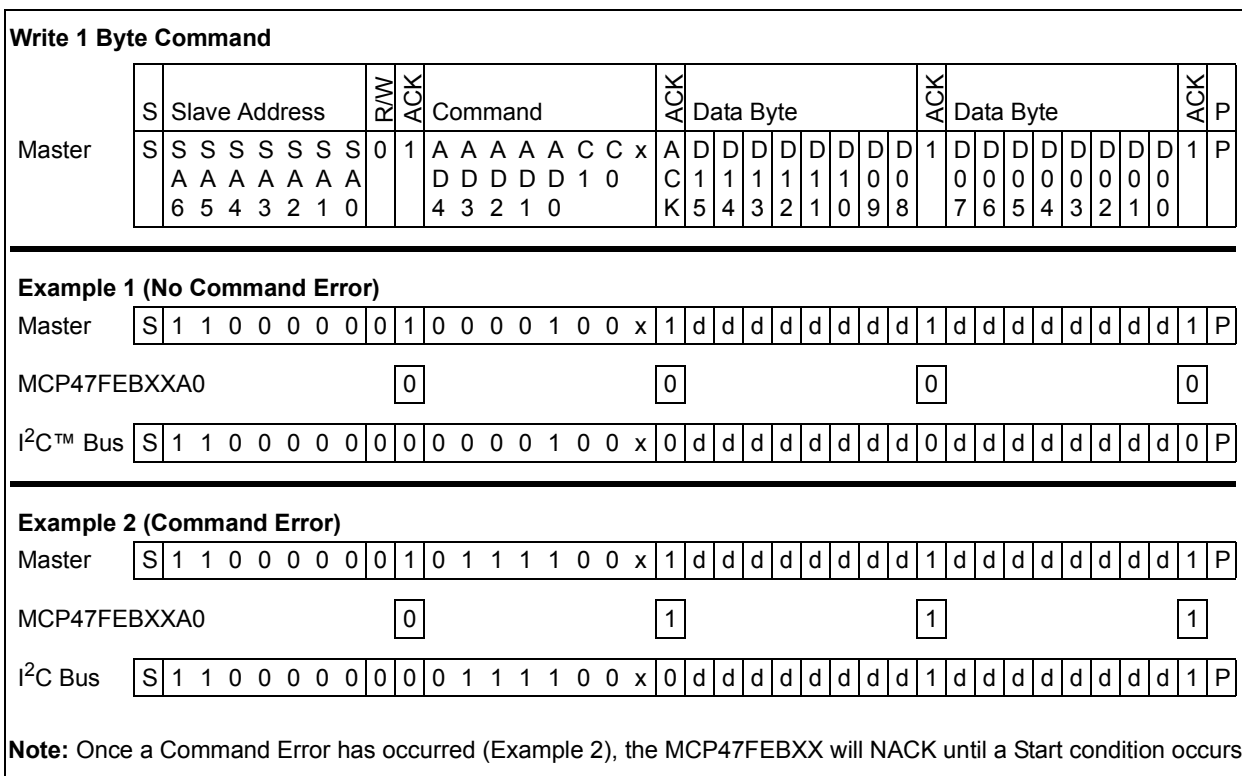 Write 1 Byte Command
S Slave Address R/W ACK Command ACK Data Byte ACK Data Byte ACK P
Master S S S S S S S S 0 1 A A A A A C C x A D D D D D D D D 1 D D D D D D D D 1 P
A A A A A A A D D D D D 1 0 C 1 1 1 1 1 1 0 0 0 0 0 0 0 0 0 0
6 5 4 3 2 1 0 4 3 2 1 0 K 5 4 3 2 1 0 9 8 7 6 5 4 3 2 1 0
Example 1 (No Command Error)
Master S 1 1 0 0 0 0 0 0 1 0 0 0 0 1 0 0 x 1 d d d d d d d d 1 d d d d d d d d 1 P
MCP47FEBXXA0 0 0 0 0
I2C™ Bus S 1 1 0 0 0 0 0 0 0 0 0 0 0 1 0 0 x 0 d d d d d d d d 0 d d d d d d d d 0 P
Example 2 (Command Error)
Master S 1 1 0 0 0 0 0 0 1 0 1 1 1 1 0 0 x 1 d d d d d d d d 1 d d d d d d d d 1 P
MCP47FEBXXA0 0 1 1 1
I2C Bus S 1 1 0 0 0 0 0 0 0 0 1 1 1 1 0 0 x 0 d d d d d d d d 1 d d d d d d d d 1 P
Note: Once a Command Error has occurred (Example 2), the MCP47FEBXX will NACK until a Start condition occurs